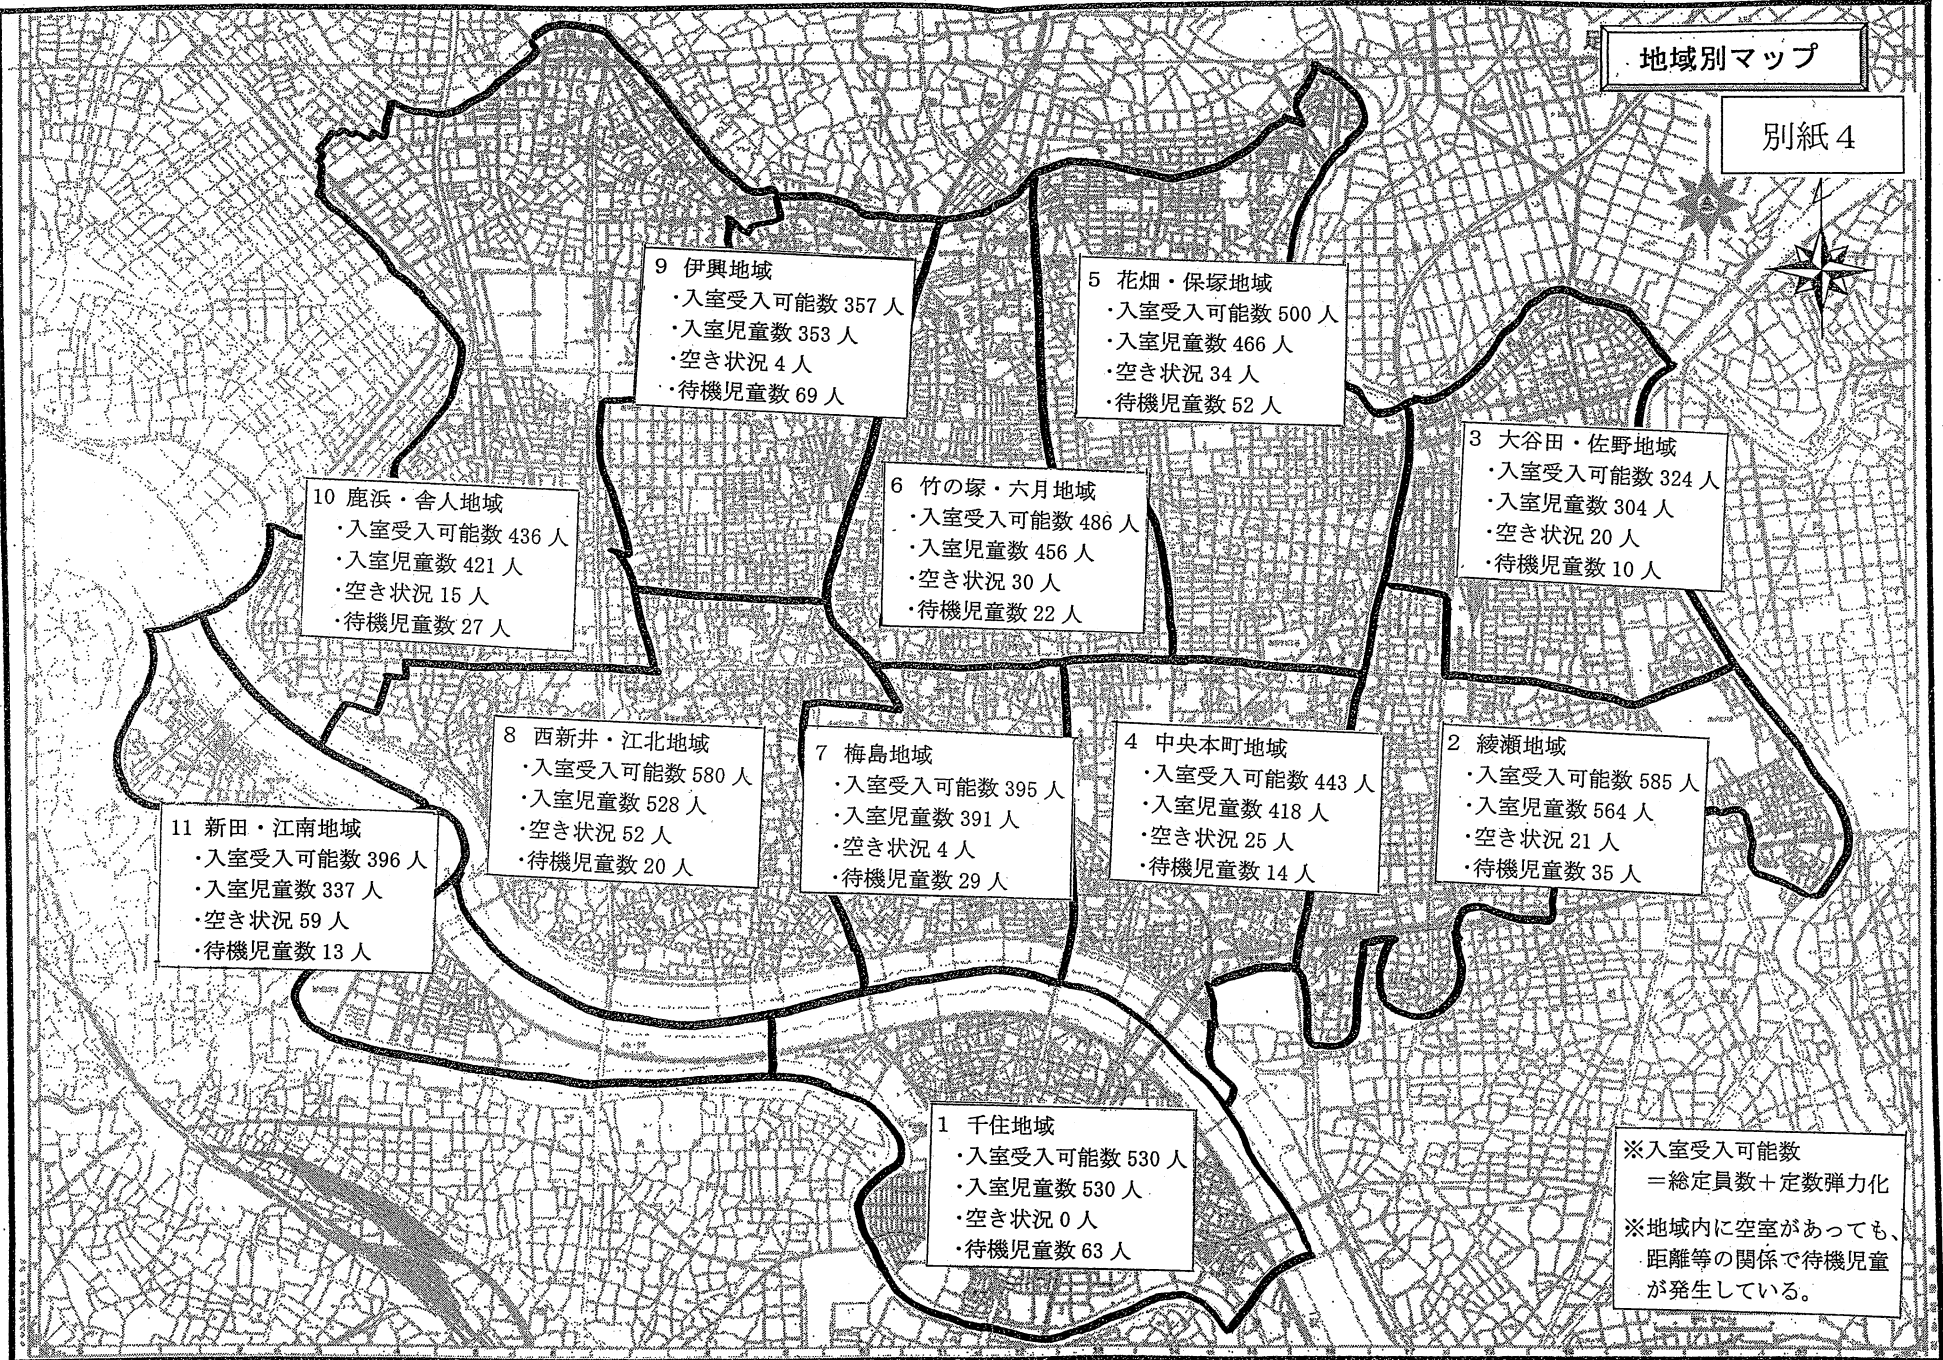 地域別マップ
別紙4
9 伊興地域
・入室受入可能数 357 人
・入室児童数 353 人
・空き状況 4 人
・待機児童数 69 人
5 花畑・保塚地域
・入室受入可能数 500 人
・入室児童数 466 人
・空き状況 34 人
・待機児童数 52 人
3 大谷田・佐野地域
・入室受入可能数 324 人
・入室児童数 304 人
・空き状況 20 人
・待機児童数 10 人
10 鹿浜・舎人地域
・入室受入可能数 436 人
・入室児童数 421 人
・空き状況 15 人
・待機児童数 27 人
6 竹の塚・六月地域
・入室受入可能数 486 人
・入室児童数 456 人
・空き状況 30 人
・待機児童数 22 人
8 西新井・江北地域
・入室受入可能数 580 人
・入室児童数 528 人
・空き状況 52 人
・待機児童数 20 人
7 梅島地域
・入室受入可能数 395 人
・入室児童数 391 人
・空き状況 4 人
・待機児童数 29 人
4 中央本町地域
・入室受入可能数 443 人
・入室児童数 418 人
・空き状況 25 人
・待機児童数 14 人
2 綾瀬地域
・入室受入可能数 585 人
・入室児童数 564 人
・空き状況 21 人
・待機児童数 35 人
11 新田・江南地域
・入室受入可能数 396 人
・入室児童数 337 人
・空き状況 59 人
・待機児童数 13 人
1 千住地域
・入室受入可能数 530 人
・入室児童数 530 人
・空き状況 0 人
・待機児童数 63 人
※入室受入可能数
＝総定員数＋定数弾力化
※地域内に空室があっても、
距離等の関係で待機児童
が発生している。